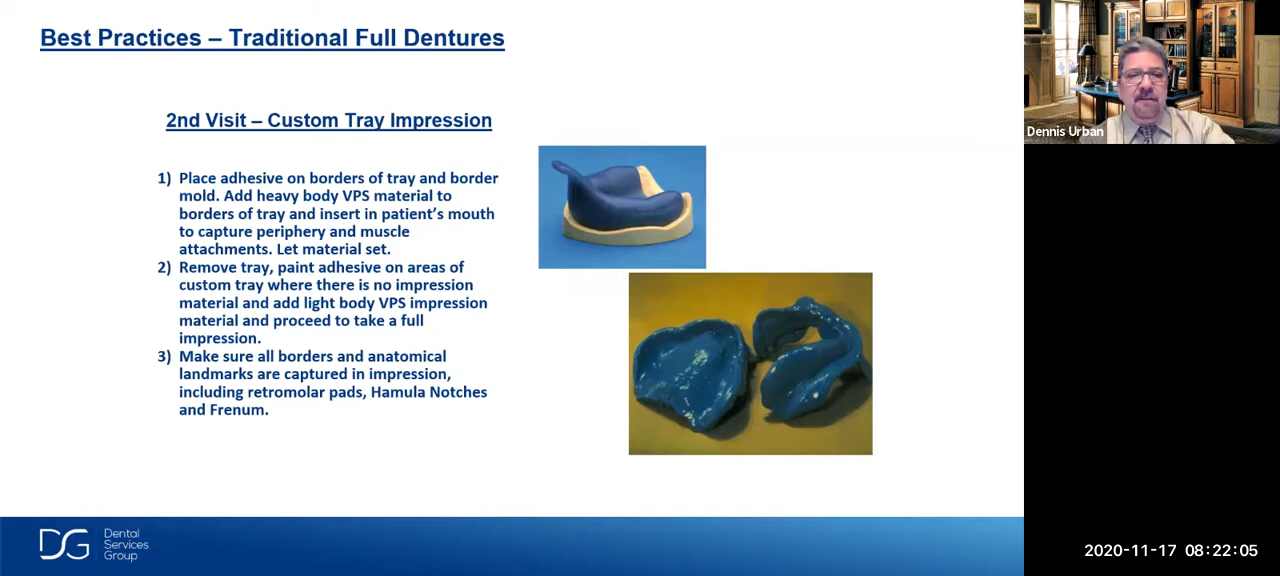 Best Practices – Traditional Full Dentures
2nd Visit – Custom Tray Impression
1) Place adhesive on borders of tray and border
mold. Add heavy body VPS material to
borders of tray and insert in patient's mouth
to capture periphery and muscle
attachments. Let material set.
2) Remove tray, paint adhesive on areas of
custom tray where there is no impression
material and add light body VPS impression
material and proceed to take a full
impression.
3) Make sure all borders and anatomical
landmarks are captured in impression,
including retromolar pads, Hamula Notches
and Frenum.
DSG
Dental
Services
Group
Dennis Urban
2020-11-17 08:22:05